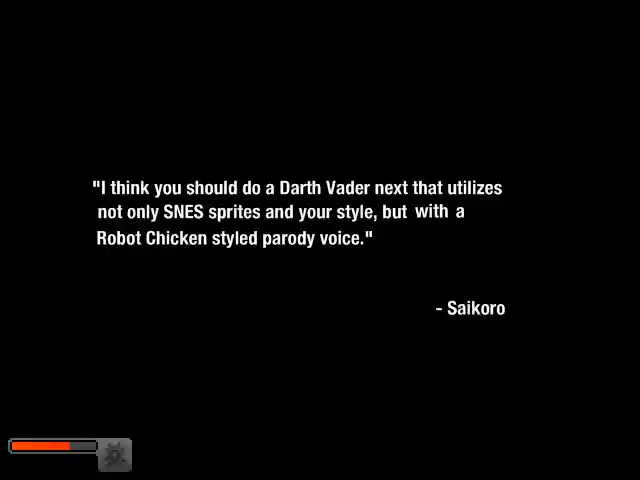 "I think you should do a Darth Vader next that utilizes
not only SNES sprites and your style, but with a
Robot Chicken styled parody voice."
- Saikoro